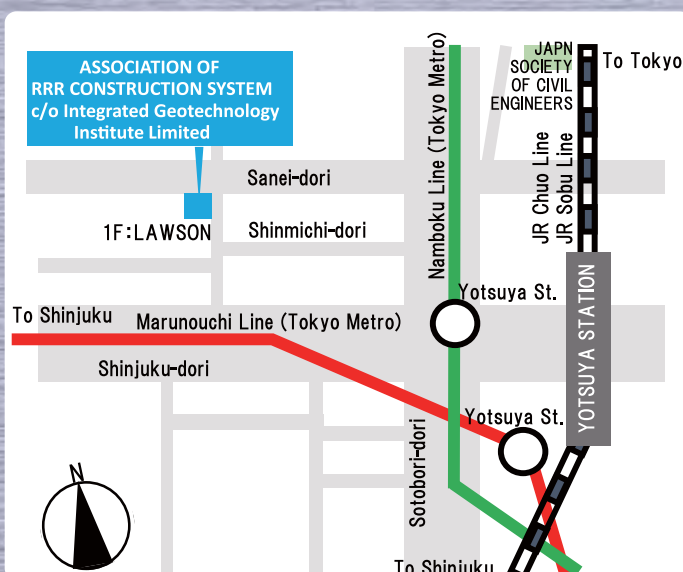 ASSOCIATION OF
RRR CONSTRUCTION SYSTEM
c/o Integrated Geotechnology
Institute Limited
JAPN
SOCIETY
OF CIVIL
ENGINEERS
To Tokyo
Namboku Line (Tokyo Metro)
JR Chuo Line
JR Sobu Line
Sanei-dori
1F:LAWSON
Shinmichi-dori
Yotsuya St.
YOTSUYA STATION
To Shinjuku
Marunouchi Line (Tokyo Metro)
Shinjuku-dori
Yotsuya St.
Sotobori-dori
N
To Shinjuku